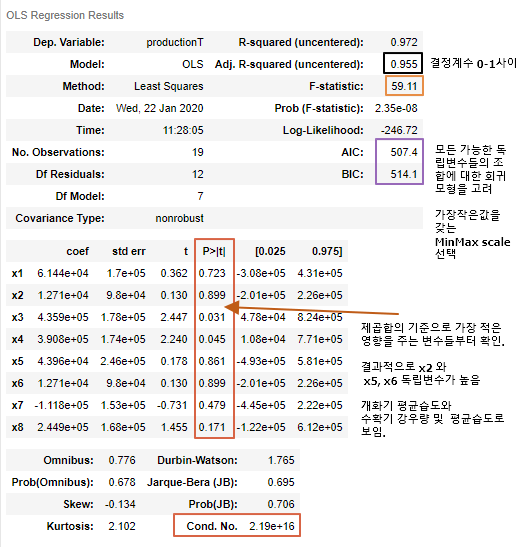 OLS Regression Results
Dep. Variable: productionT R-squared (uncentered): 0.972
Model: OLS Adj. R-squared (uncentered): 0.955 결정계수 0-1사이
Method: Least Squares F-statistic: 59.11
Date: Wed, 22 Jan 2020 Prob (F-statistic): 2.35e-08
Time: 11:28:05 Log-Likelihood: -246.72
No. Observations: 19 AIC: 507.4
Df Residuals: 12 BIC: 514.1
Df Model: 7
Covariance Type: nonrobust
모든 가능한 독
립변수들의 조
합에 대한 회귀
모형을 고려
가장작은값을
갖는
MinMax scale
선택
coef std err t P>|t| [0.025 0.975]
x1 6.144e+04 1.7e+05 0.362 0.723 -3.08e+05 4.31e+05
x2 1.271e+04 9.8e+04 0.130 0.899 -2.01e+05 2.26e+05
x3 4.359e+05 1.78e+05 2.447 0.031 4.78e+04 8.24e+05
x4 3.908e+05 1.74e+05 2.240 0.045 1.08e+04 7.71e+05
x5 4.396e+04 2.46e+05 0.178 0.861 -4.93e+05 5.81e+05
x6 1.271e+04 9.8e+04 0.130 0.899 -2.01e+05 2.26e+05
x7 -1.118e+05 1.53e+05 -0.731 0.479 -4.45e+05 2.22e+05
x8 2.449e+05 1.68e+05 1.455 0.171 -1.22e+05 6.12e+05
제곱합의 기준으로 가장 적은
영향을 주는 변수들부터 확인.
결과적으로 x2 와
x5, x6 독립변수가 높음
개화기 평균습도와
수확기 강우량 및 평균습도로
보임.
Omnibus: 0.776 Durbin-Watson: 1.765
Prob(Omnibus): 0.678 Jarque-Bera (JB): 0.695
Skew: -0.134 Prob(JB): 0.706
Kurtosis: 2.102 Cond. No. 2.19e+16